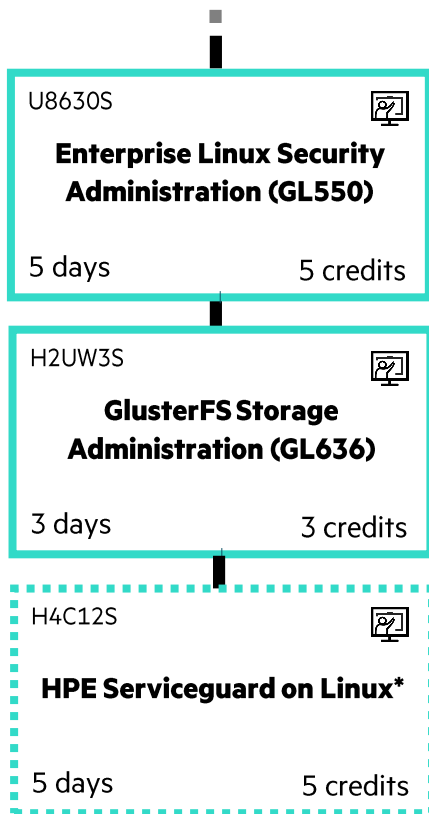 U8630S
Enterprise Linux Security
Administration (GL550)
5 days
5 credits
H2UW3S
GlusterFS Storage
Administration (GL636)
3 days
3 credits
H4C12S
HPE Serviceguard on Linux*
5 days
5 credits